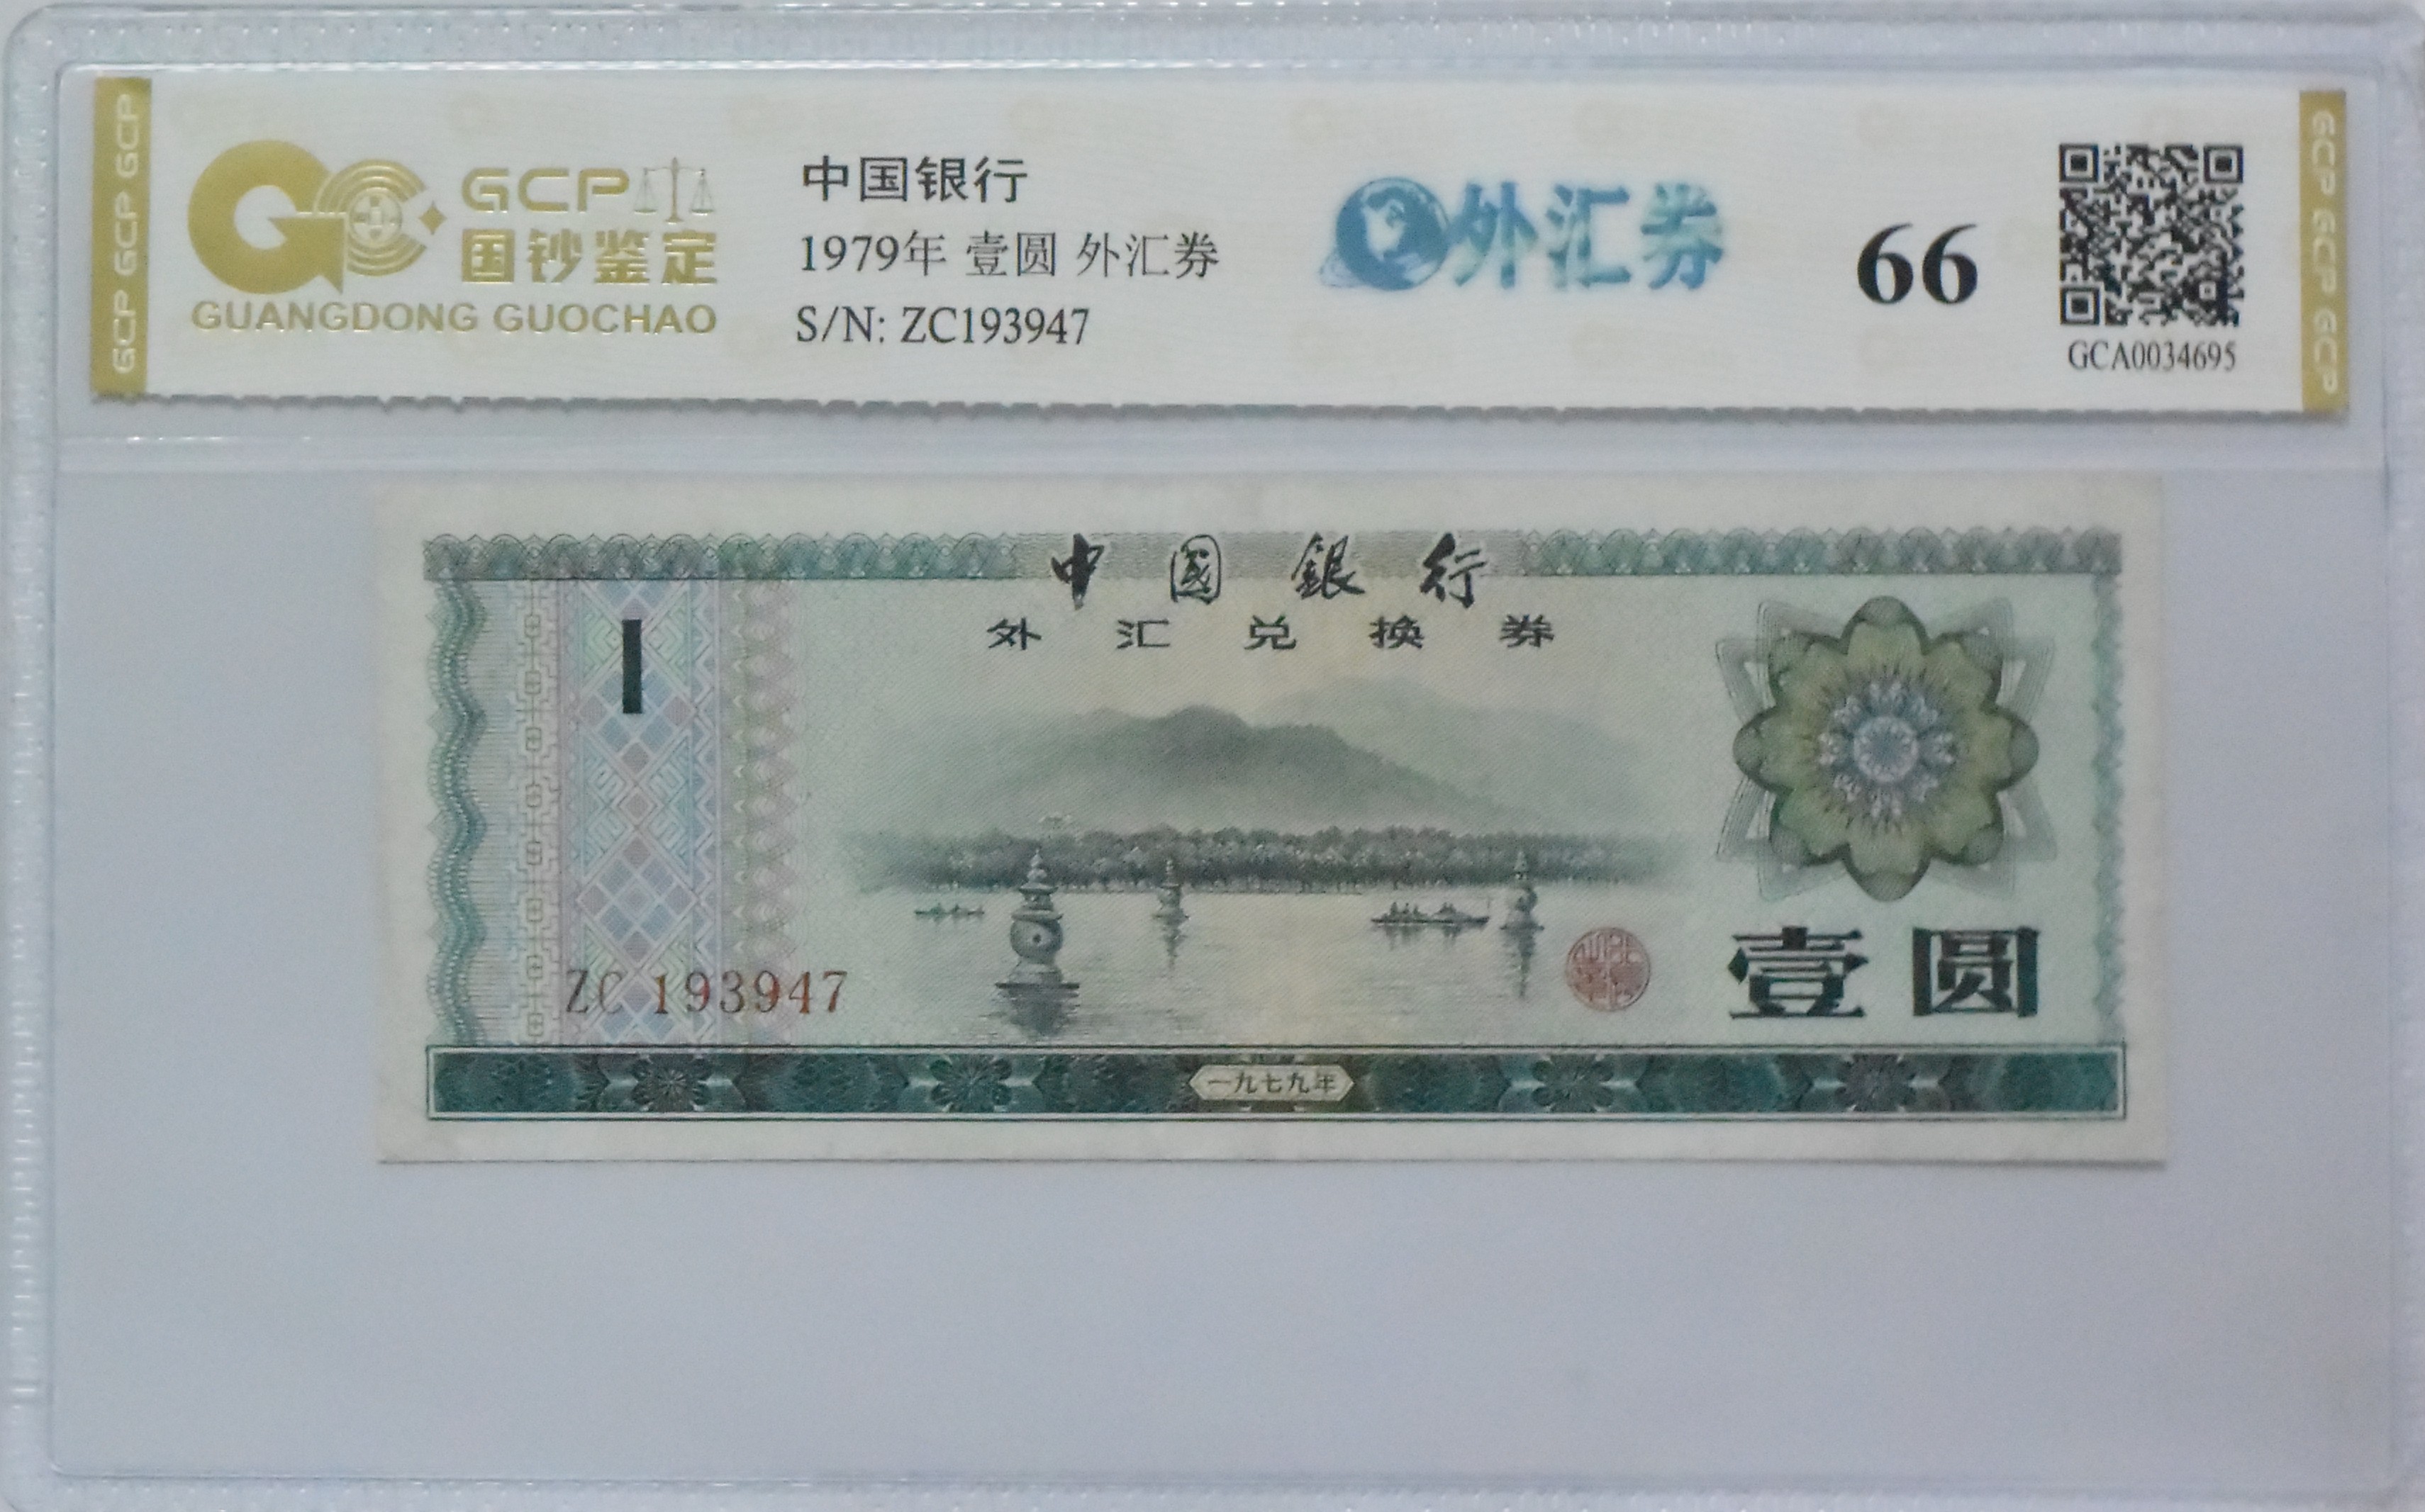 GCP GCP GCP
GCP
国钞鉴定
GUANGDONG GUOCHAO
中国银行
1979年 壹圆 外汇券
S/N: ZC193947
外汇券
66
GCA0034695
GCP GCP GCP
中國銀行
外汇兑换券
1
ZC 193947
壹圆
一九七九年